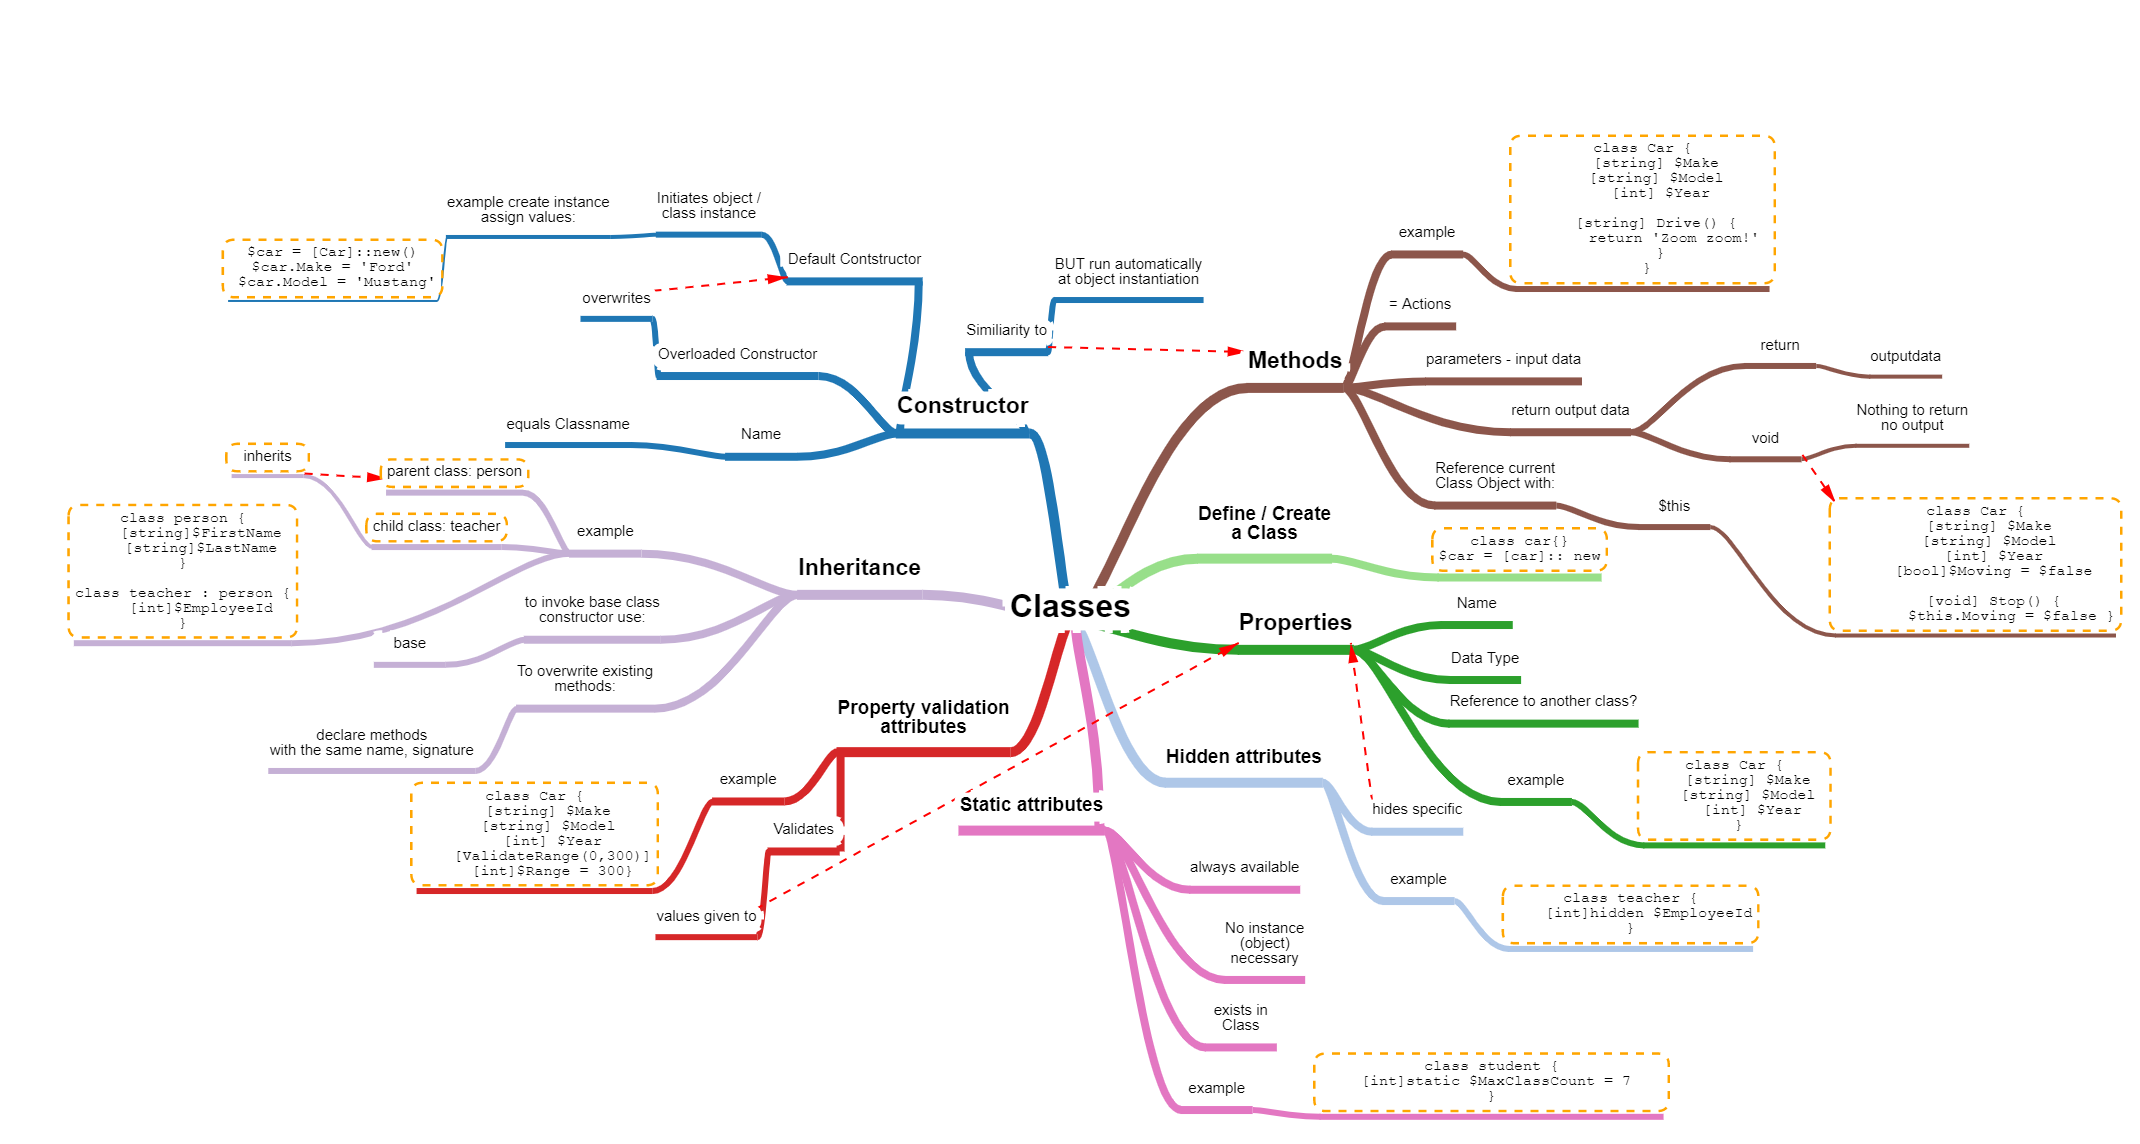 Classes
Constructor
Default Contstructor
Initiates object /
class instance
example create instance
assign values:
$car = [Car]::new()
$car.Make = 'Ford'
$car.Model = 'Mustang'
Overloaded Constructor
overwrites
Name
equals Classname
Similiarity to
BUT run automatically
at object instantiation
Methods
example
class Car {
[string] $Make
[string] $Model
[int] $Year
[string] Drive() {
return 'Zoom zoom!'
}
}
= Actions
parameters - input data
return output data
return
outputdata
void
Nothing to return
no output
Reference current
Class Object with:
$this
class Car {
[string] $Make
[string] $Model
[int] $Year
[bool]$Moving = $false
[void] Stop() {
$this.Moving = $false }
Define / Create
a Class
class car{}
$car = [car]:: new
Properties
Name
Data Type
Reference to another class?
example
class Car {
[string] $Make
[string] $Model
[int] $Year
}
Hidden attributes
hides specific
example
class teacher {
[int]hidden $EmployeeId
}
Static attributes
always available
No instance
(object)
necessary
exists in
Class
example
class student {
[int]static $MaxClassCount = 7
}
Property validation
attributes
example
class Car {
[string] $Make
[string] $Model
[int] $Year
[ValidateRange(0,300)]
[int]$Range = 300}
Validates
values given to
Inheritance
example
parent class: person
child class: teacher
inherits
class person {
[string]$FirstName
[string]$LastName
}
class teacher : person {
[int]$EmployeeId
}
to invoke base class
constructor use:
base
To overwrite existing
methods:
declare methods
with the same name, signature